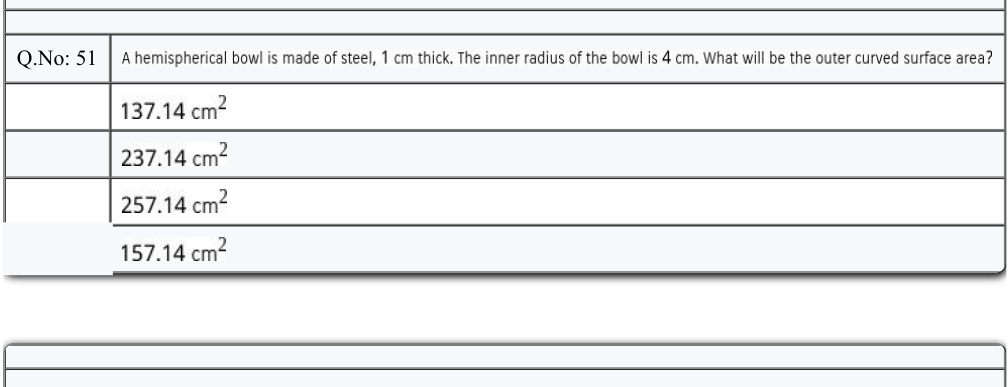 Q.No: 51 A hemispherical bowl is made of steel, 1 cm thick. The inner radius of the bowl is 4 cm. What will be the outer curved surface area?
137.14 cm²
237.14 cm²
257.14 cm²
157.14 cm²